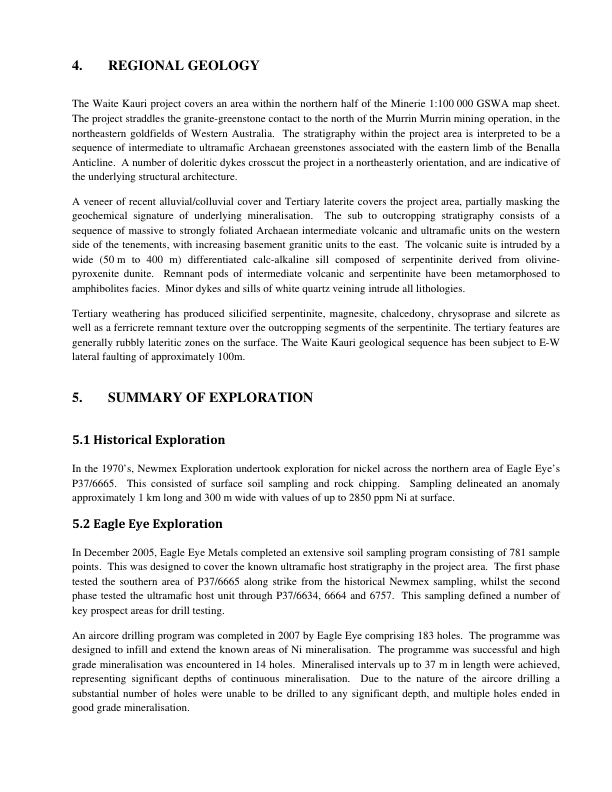 4. REGIONAL GEOLOGY
The Waite Kauri project covers an area within the northern half of the Minerie 1:100 000 GSWA map sheet.
The project straddles the granite-greenstone contact to the north of the Murrin Murrin mining operation, in the
northeastern goldfields of Western Australia. The stratigraphy within the project area is interpreted to be a
sequence of intermediate to ultramafic Archaean greenstones associated with the eastern limb of the Benalla
Anticline. A number of doleritic dykes crosscut the project in a northeasterly orientation, and are indicative of
the underlying structural architecture.
A veneer of recent alluvial/colluvial cover and Tertiary laterite covers the project area, partially masking the
geochemical signature of underlying mineralisation. The sub to outcropping stratigraphy consists of a
sequence of massive to strongly foliated Archaean intermediate volcanic and ultramafic units on the western
side of the tenements, with increasing basement granitic units to the east. The volcanic suite is intruded by a
wide (50 m to 400 m) differentiated calc-alkaline sill composed of serpentinite derived from olivine-
pyroxenite dunite. Remnant pods of intermediate volcanic and serpentinite have been metamorphosed to
amphibolites facies. Minor dykes and sills of white quartz veining intrude all lithologies.
Tertiary weathering has produced silicified serpentinite, magnesite, chalcedony, chrysoprase and silcrete as
well as a ferricrete remnant texture over the outcropping segments of the serpentinite. The tertiary features are
generally rubbly lateritic zones on the surface. The Waite Kauri geological sequence has been subject to E-W
lateral faulting of approximately 100m.
5. SUMMARY OF EXPLORATION
5.1 Historical Exploration
In the 1970's, Newmex Exploration undertook exploration for nickel across the northern area of Eagle Eye's
P37/6665. This consisted of surface soil sampling and rock chipping. Sampling delineated an anomaly
approximately 1 km long and 300 m wide with values of up to 2850 ppm Ni at surface.
5.2 Eagle Eye Exploration
In December 2005, Eagle Eye Metals completed an extensive soil sampling program consisting of 781 sample
points. This was designed to cover the known ultramafic host stratigraphy in the project area. The first phase
tested the southern area of P37/6665 along strike from the historical Newmex sampling, whilst the second
phase tested the ultramafic host unit through P37/6634, 6664 and 6757. This sampling defined a number of
key prospect areas for drill testing.
An aircore drilling program was completed in 2007 by Eagle Eye comprising 183 holes. The programme was
designed to infill and extend the known areas of Ni mineralisation. The programme was successful and high
grade mineralisation was encountered in 14 holes. Mineralised intervals up to 37 m in length were achieved,
representing significant depths of continuous mineralisation. Due to the nature of the aircore drilling a
substantial number of holes were unable to be drilled to any significant depth, and multiple holes ended in
good grade mineralisation.